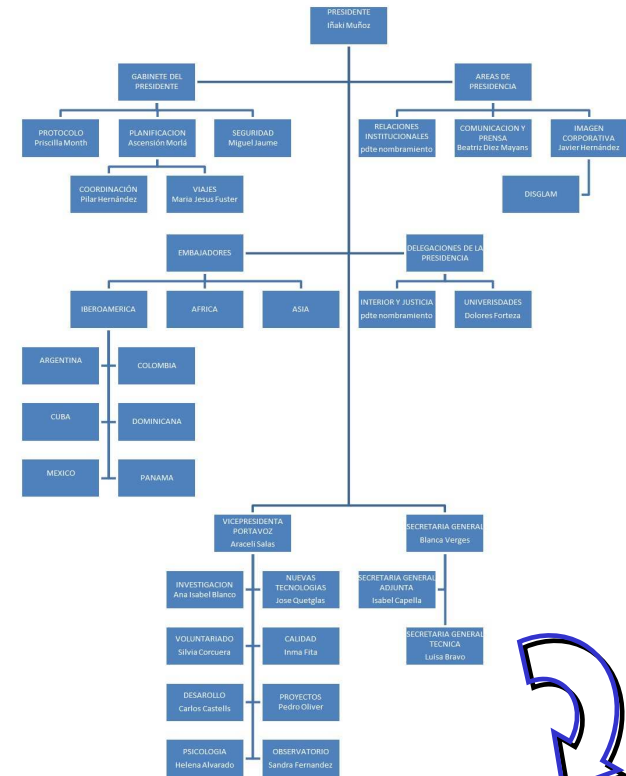 PRESIDENTE
Iñaki Muñoz
GABINETE DEL
PRESIDENTE
AREAS DE
PRESIDENCIA
PROTOCOLO
Priscilla Month
PLANIFICACION
Ascensión Morlá
SEGURIDAD
Miguel Jaume
RELACIONES
INSTITUCIONALES
pdte nombramiento
COMUNICACION Y
PRENSA
Beatriz Diez Mayans
IMAGEN
CORPORATIVA
Javier Hernández
COORDINACIÓN
Pilar Hernández
VIAJES
Maria Jesus Fuster
DISGLAM
EMBAJADORES
DELEGACIONES DE LA
PRESIDENCIA
IBEROAMERICA
AFRICA
ASIA
INTERIOR Y JUSTICIA
pdte nombramiento
UNIVERISDADES
Dolores Forteza
ARGENTINA
COLOMBIA
CUBA
DOMINICANA
MEXICO
PANAMA
VICEPRESIDENTA
PORTAVOZ
Araceli Salas
SECRETARIA GENERAL
Blanca Verges
INVESTIGACION
Ana Isabel Blanco
NUEVAS
TECNOLOGIAS
Jose Quetglas
SECRETARIA GENERAL
ADJUNTA
Isabel Capella
VOLUNTARIADO
Silvia Corcuera
CALIDAD
Inma Fita
SECRETARIA GENERAL
TECNICA
Luisa Bravo
DESAROLLO
Carlos Castells
PROYECTOS
Pedro Oliver
PSICOLOGIA
Helena Alvarado
OBSERVATORIO
Sandra Fernandez